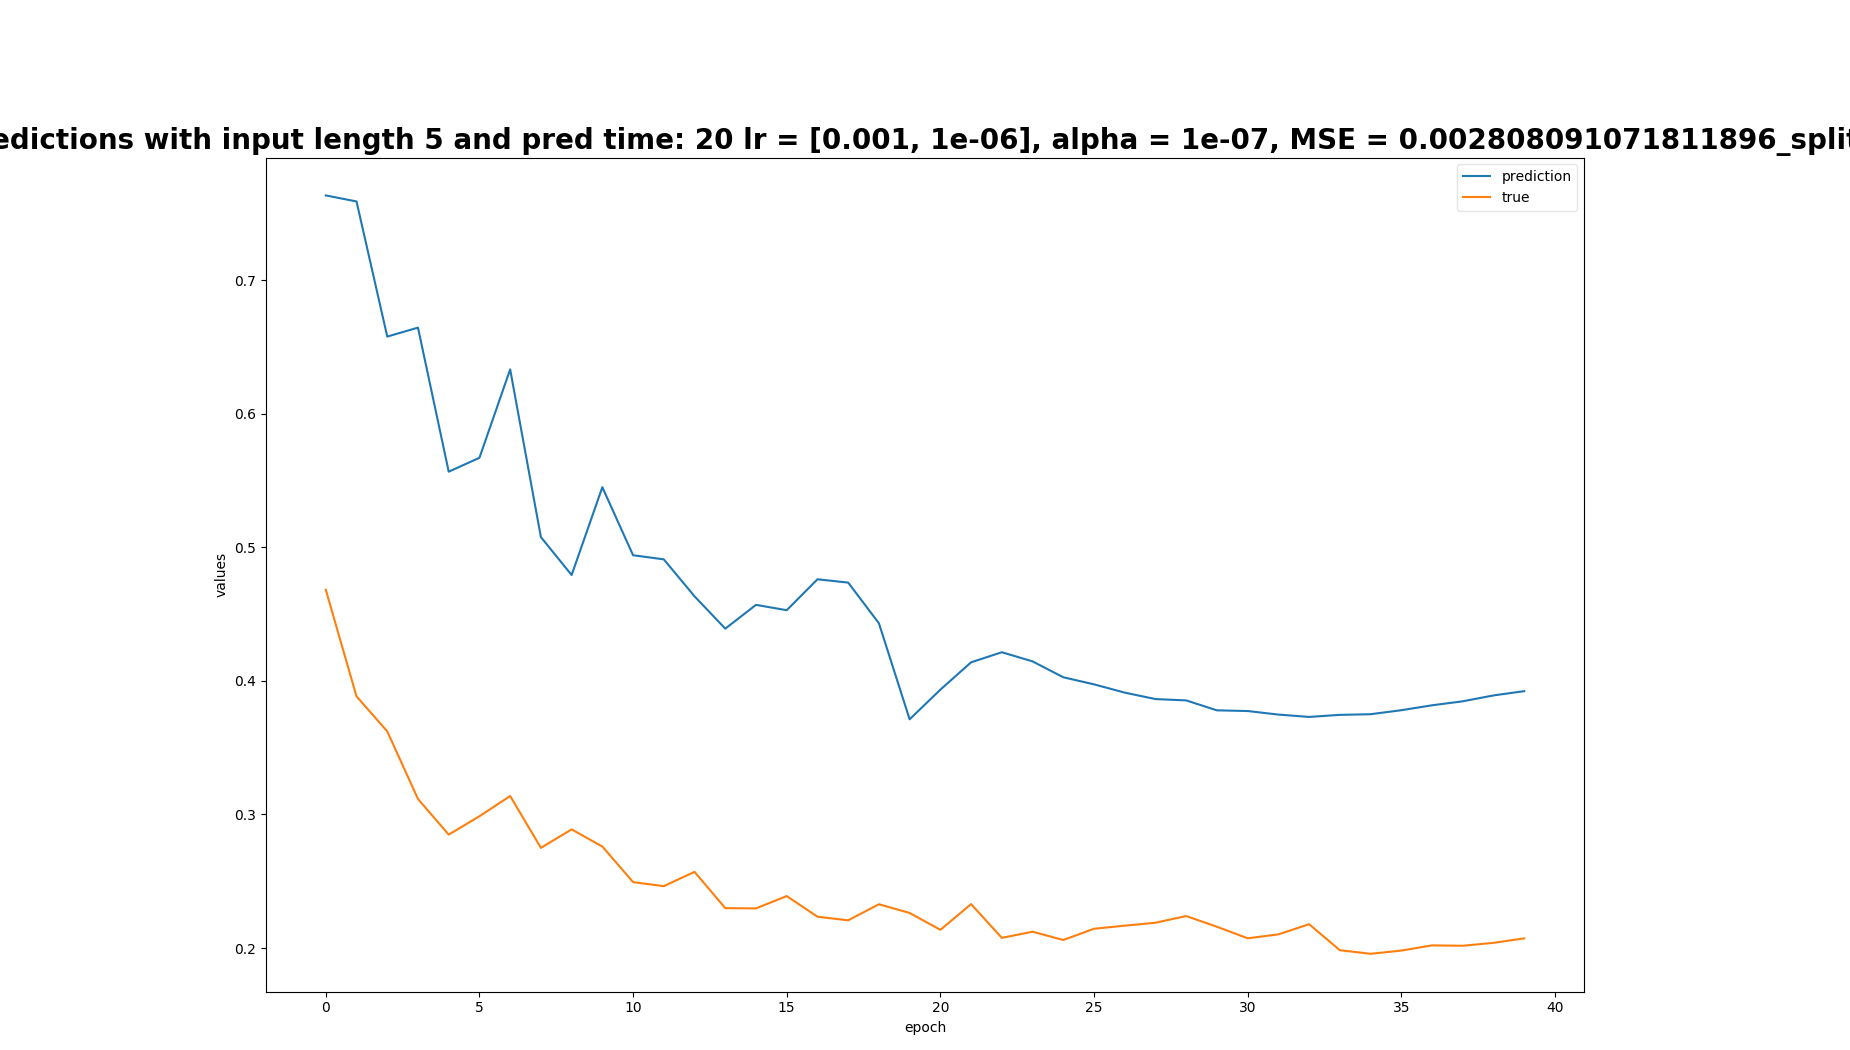 edictions with input length 5 and pred time: 20 lr = [0.001, 1e-06], alpha = 1e-07, MSE = 0.002808091071811896_split
prediction
true
0.7
0.6
0.5
0.4
0.3
0.2
values
0 5 10 15 20 25 30 35 40
epoch